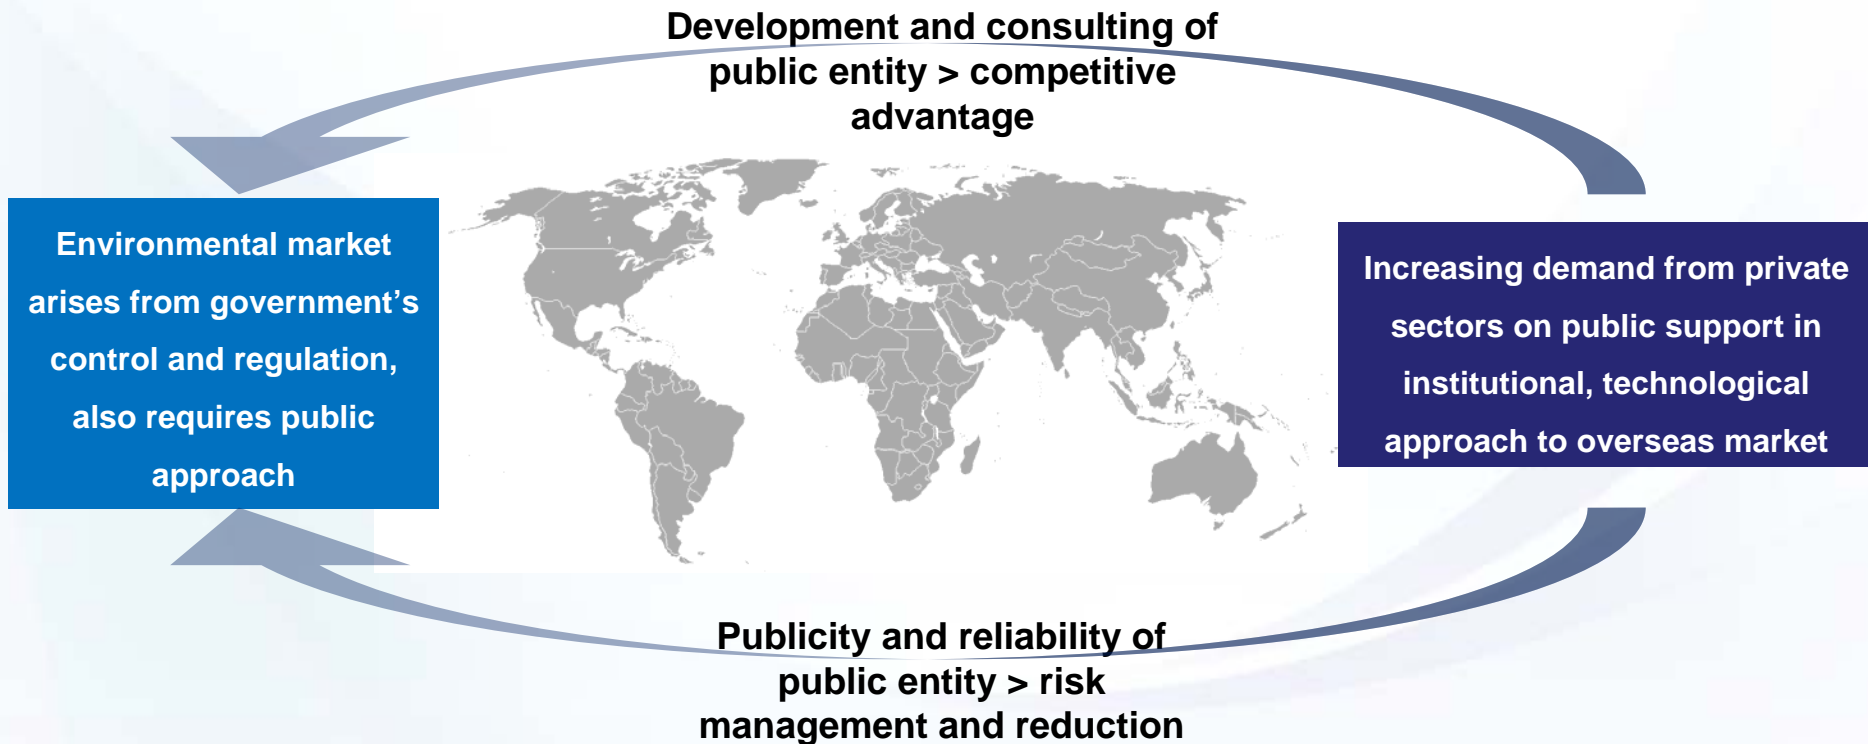 Development and consulting of
public entity > competitive
advantage
Environmental market
arises from government’s
control and regulation,
also requires public
approach
Increasing demand from private
sectors on public support in
institutional, technological
approach to overseas market
Publicity and reliability of
public entity > risk
management and reduction